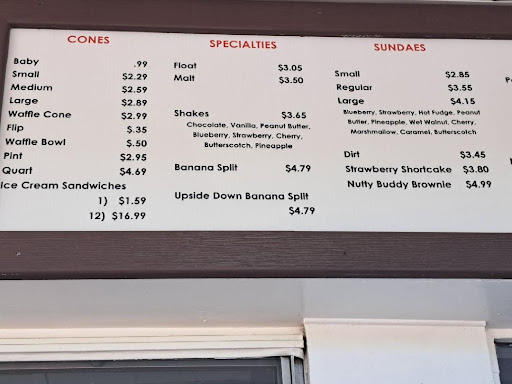 CONES
Baby .99
Small $2.29
Medium $2.59
Large $2.89
Waffle Cone $2.99
Flip $.35
Waffle Bowl $.50
Pint $2.95
Quart $4.69
Ice Cream Sandwiches
1) $1.59
12) $16.99
SPECIALTIES
Float $3.05
Malt $3.50
Shakes $3.65
Chocolate, Vanilla, Peanut Butter,
Blueberry, Strawberry, Cherry,
Butterscotch, Pineapple
Banana Split $4.79
Upside Down Banana Split
$4.79
SUNDAES
Small $2.85
Regular $3.55
Large $4.15
Blueberry, Strawberry, Hot Fudge, Peanut
Butter, Pineapple, Wet Walnut, Cherry,
Marshmallow, Caramel, Butterscotch
Dirt $3.45
Strawberry Shortcake $3.80
Nutty Buddy Brownie $4.99